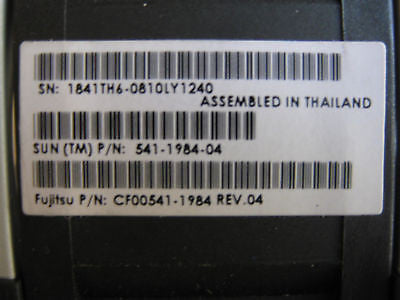 SN: 1841TH6-0810LY1240
ASSEMBLED IN THAILAND
SUN (TM) P/N: 541-1984-04
Fujitsu P/N: CF00541-1984 REV.04